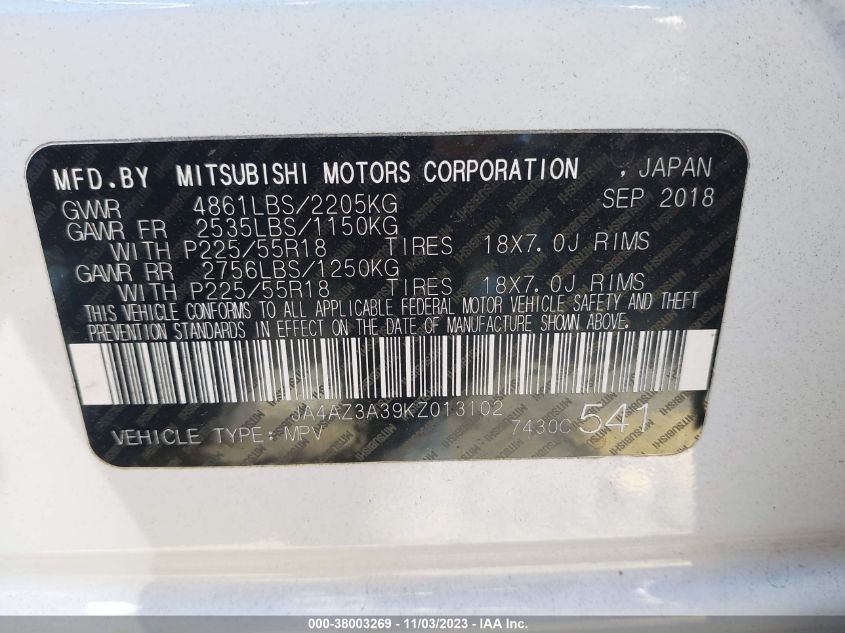 MFD.BY MITSUBISHI MOTORS CORPORATION , JAPAN
GVWR 4861LBS/2205KG SEP 2018
GAWR FR 2535LBS/1150KG
WITH P225/55R18 TIRES 18X7.0J RIMS
GAWR RR 2756LBS/1250KG
WITH P225/55R18 TIRES 18X7.0J RIMS
THIS VEHICLE CONFORMS TO ALL APPLICABLE FEDERAL MOTOR VEHICLE SAFETY AND THEFT
PREVENTION STANDARDS IN EFFECT ON THE DATE OF MANUFACTURE SHOWN ABOVE.
JA4AZ3A39KZ013102
VEHICLE TYPE:MPV 7430C 541
000-38003269 - 11/03/2023 - IAA Inc.